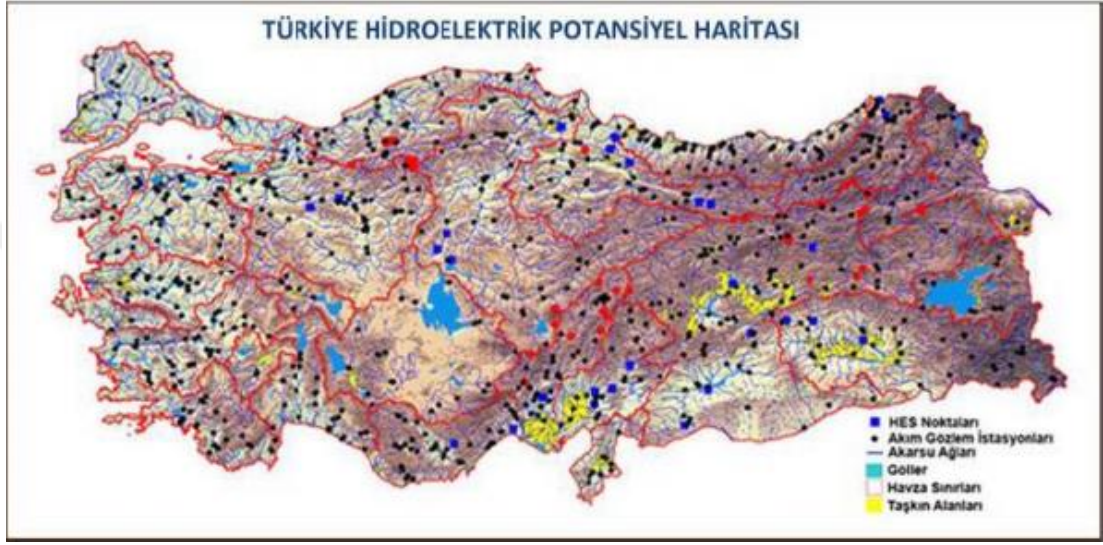 TÜRKİYE HİDROELEKTRİK POTANSİYEL HARİTASI
HES Noktaları
Akım Gözlem İstasyonları
Akarsu Ağları
Göller
Havza Sınırları
Taşkın Alanları